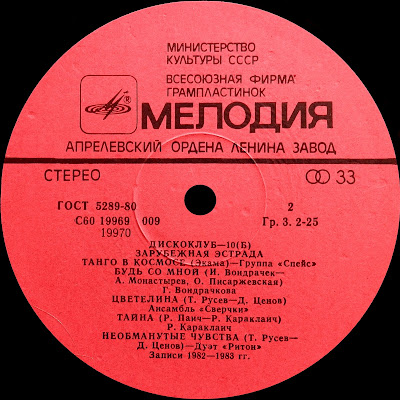 МИНИСТЕРСТВО
КУЛЬТУРЫ СССР
ВСЕСОЮЗНАЯ ФИРМА
ГРАМПЛАСТИНОК
МЕЛОДИЯ
АПРЕЛЕВСКИЙ ОРДЕНА ЛЕНИНА ЗАВОД
СТЕРЕО 33
ГОСТ 5289-80 2
С60 19969 009 Гр. 3. 2-25
19970
ДИСКОКЛУБ—10(Б)
ЗАРУБЕЖНАЯ ЭСТРАДА
ТАНГО В КОСМОСЕ (Экама)—Группа «Спейс»
БУДЬ СО МНОЙ (И. Вондрачек—
А. Монастырев, О. Писаржевская)
Г. Вондрачкова
ЦВЕТЕЛИНА (Т. Русев—Д. Ценов)
Ансамбль «Сверчки»
ТАЙНА (Р. Паич—Р. Караклаич)
Р. Караклаич
НЕОБМАНУТЫЕ ЧУВСТВА (Т. Русев—
Д. Ценов)—Дуэт «Ритон»
Записи 1982—1983 гг.